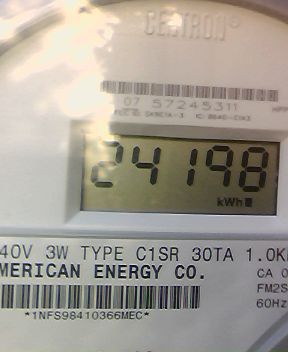 CENTRON®
07 57245311
24198
kWh
40V 3W TYPE C1SR 30TA 1.0K
MERICAN ENERGY CO.
CA 0
FM2S
60Hz
*1NFS98410366MEC*